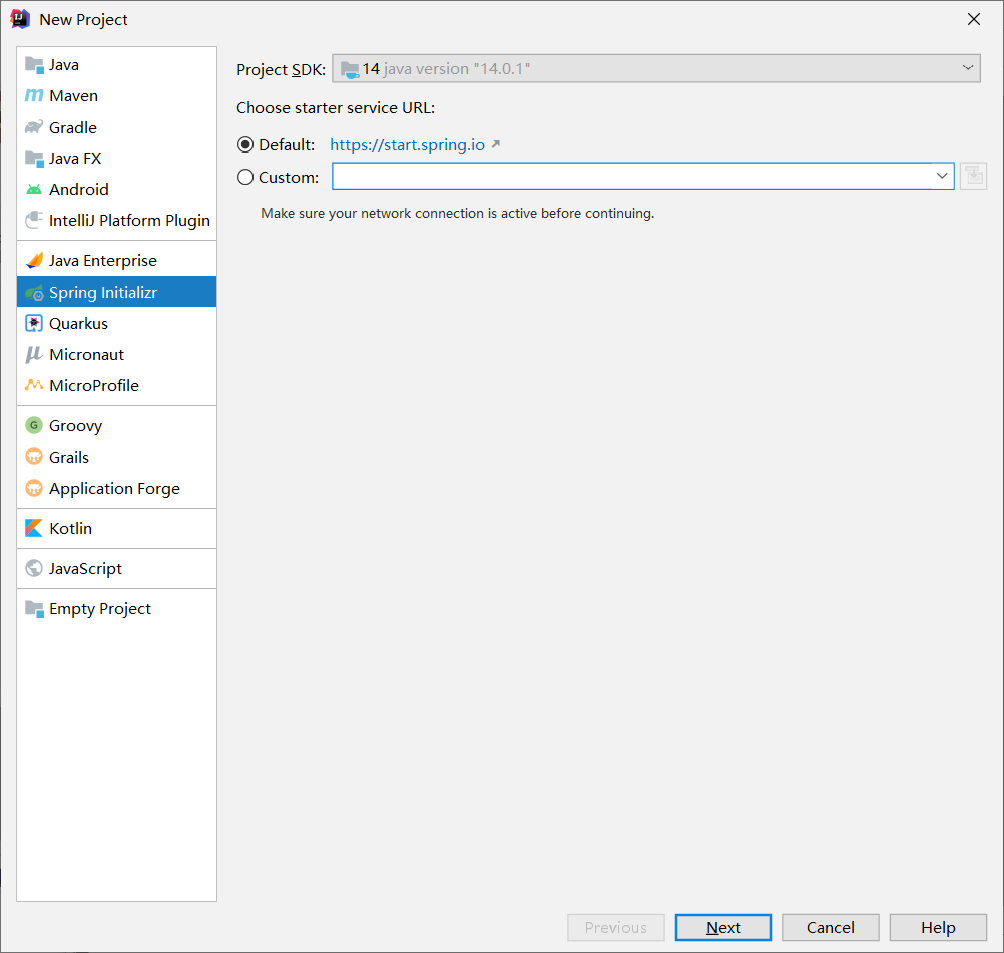 New Project
Java
Maven
Gradle
Java FX
Android
IntelliJ Platform Plugin
Java Enterprise
Spring Initializr
Quarkus
Micronaut
MicroProfile
Groovy
Grails
Application Forge
Kotlin
JavaScript
Empty Project
Project SDK: 14 java version "14.0.1"
Choose starter service URL:
Default: https://start.spring.io
Custom:
Make sure your network connection is active before continuing.
Previous Next Cancel Help